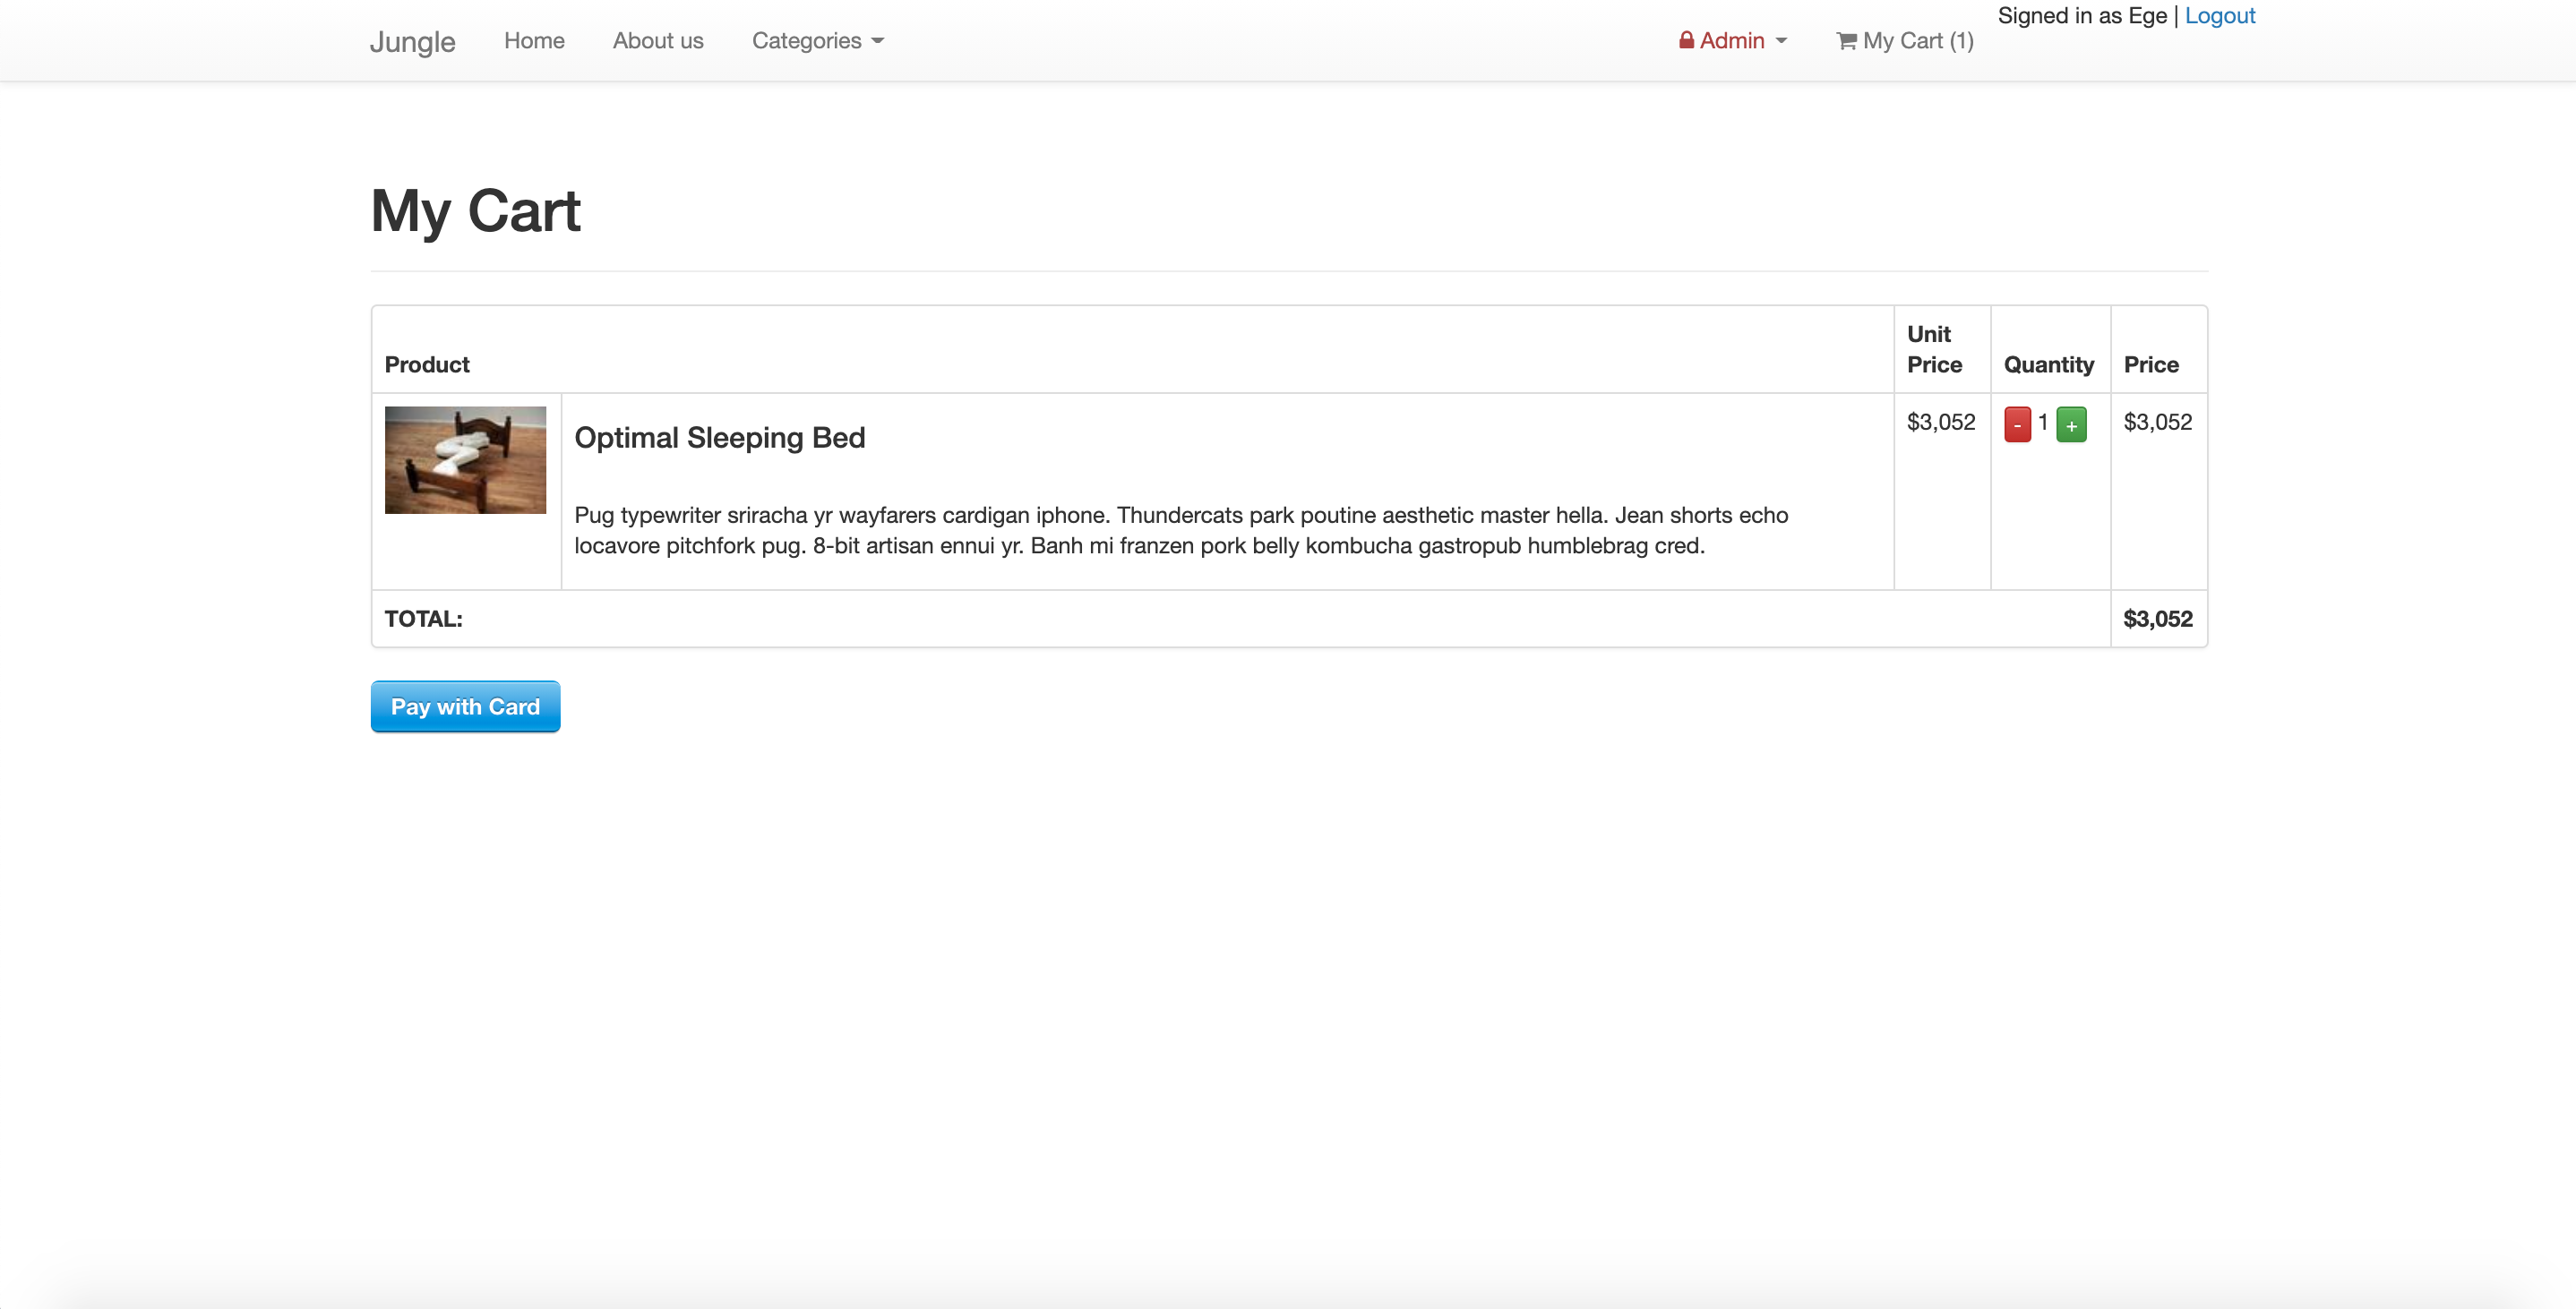 Jungle Home About us Categories Admin My Cart (1) Signed in as Ege | Logout
My Cart
Product Unit Price Quantity Price
Optimal Sleeping Bed $3,052 - 1 + $3,052
Pug typewriter sriracha yr wayfarers cardigan iphone. Thundercats park poutine aesthetic master hella. Jean shorts echo
locavore pitchfork pug. 8-bit artisan ennui yr. Banh mi franzen pork belly kombucha gastropub humblebrag cred.
TOTAL: $3,052
Pay with Card